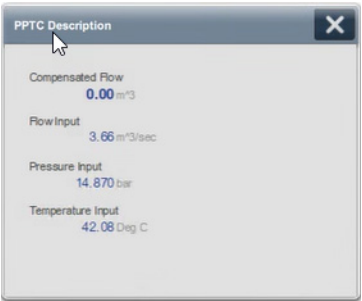 PPTC Description
Compensated Flow
0.00 m^3
Flow Input
3.66 m^3/sec
Pressure Input
14.870 bar
Temperature Input
42.08 Deg C